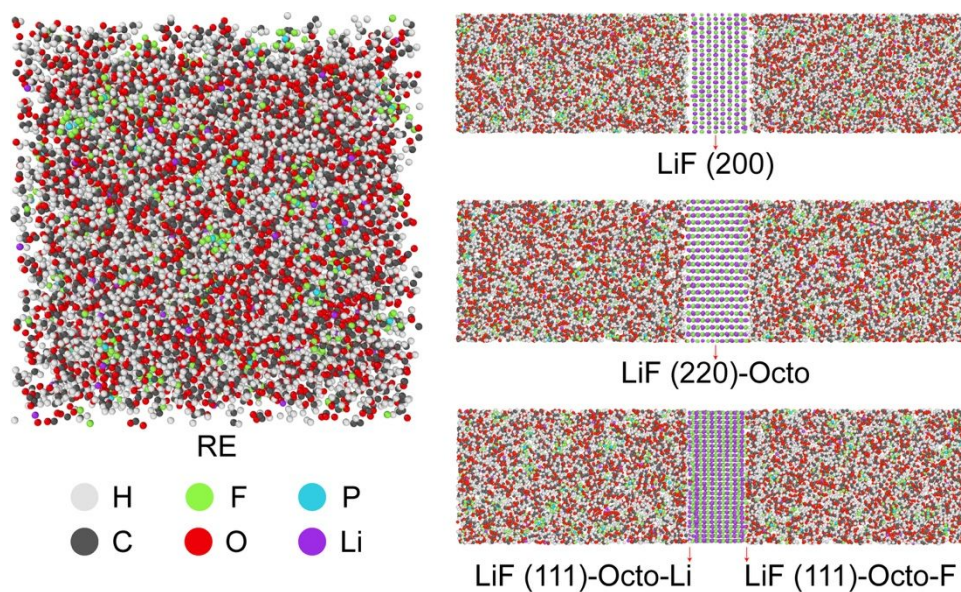 RE
H F P
C O Li
LiF (200)
LiF (220)-Octo
LiF (111)-Octo-Li LiF (111)-Octo-F